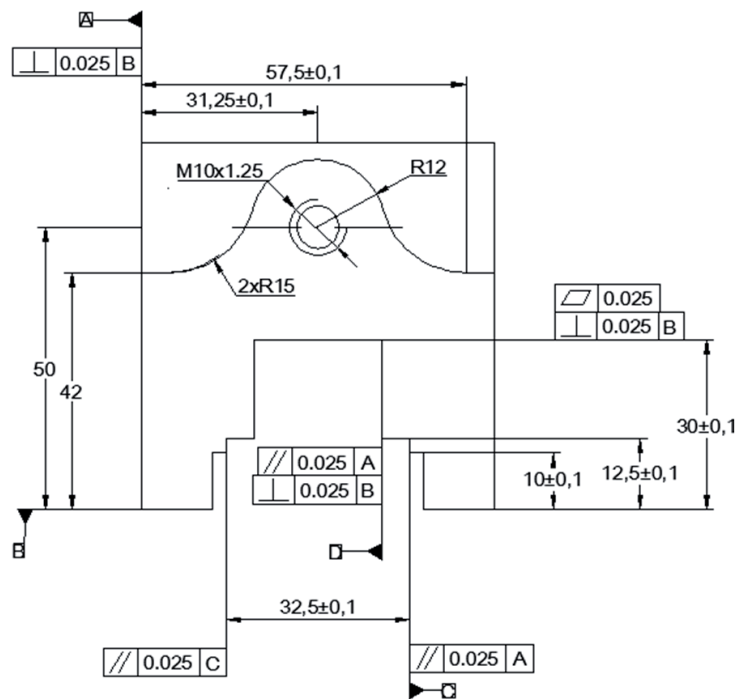 A
⊥ 0.025 B
57,5±0,1
31,25±0,1
M10x1.25
R12
2xR15
▱ 0.025
⊥ 0.025 B
50
42
30±0,1
// 0.025 A
⊥ 0.025 B
10±0,1
12,5±0,1
B
D
32,5±0,1
// 0.025 C
// 0.025 A
C